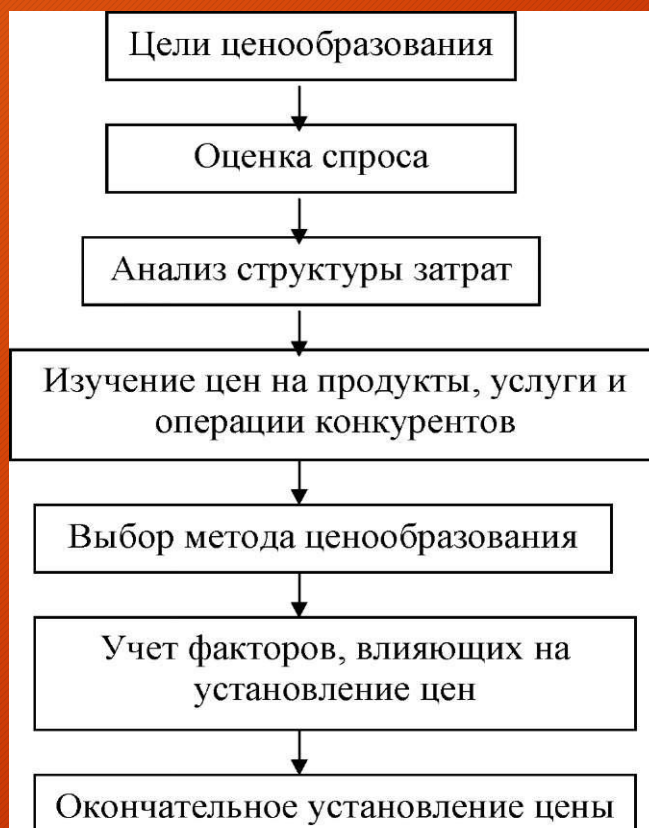 Цели ценообразования
Оценка спроса
Анализ структуры затрат
Изучение цен на продукты, услуги и
операции конкурентов
Выбор метода ценообразования
Учет факторов, влияющих на
установление цен
Окончательное установление цены